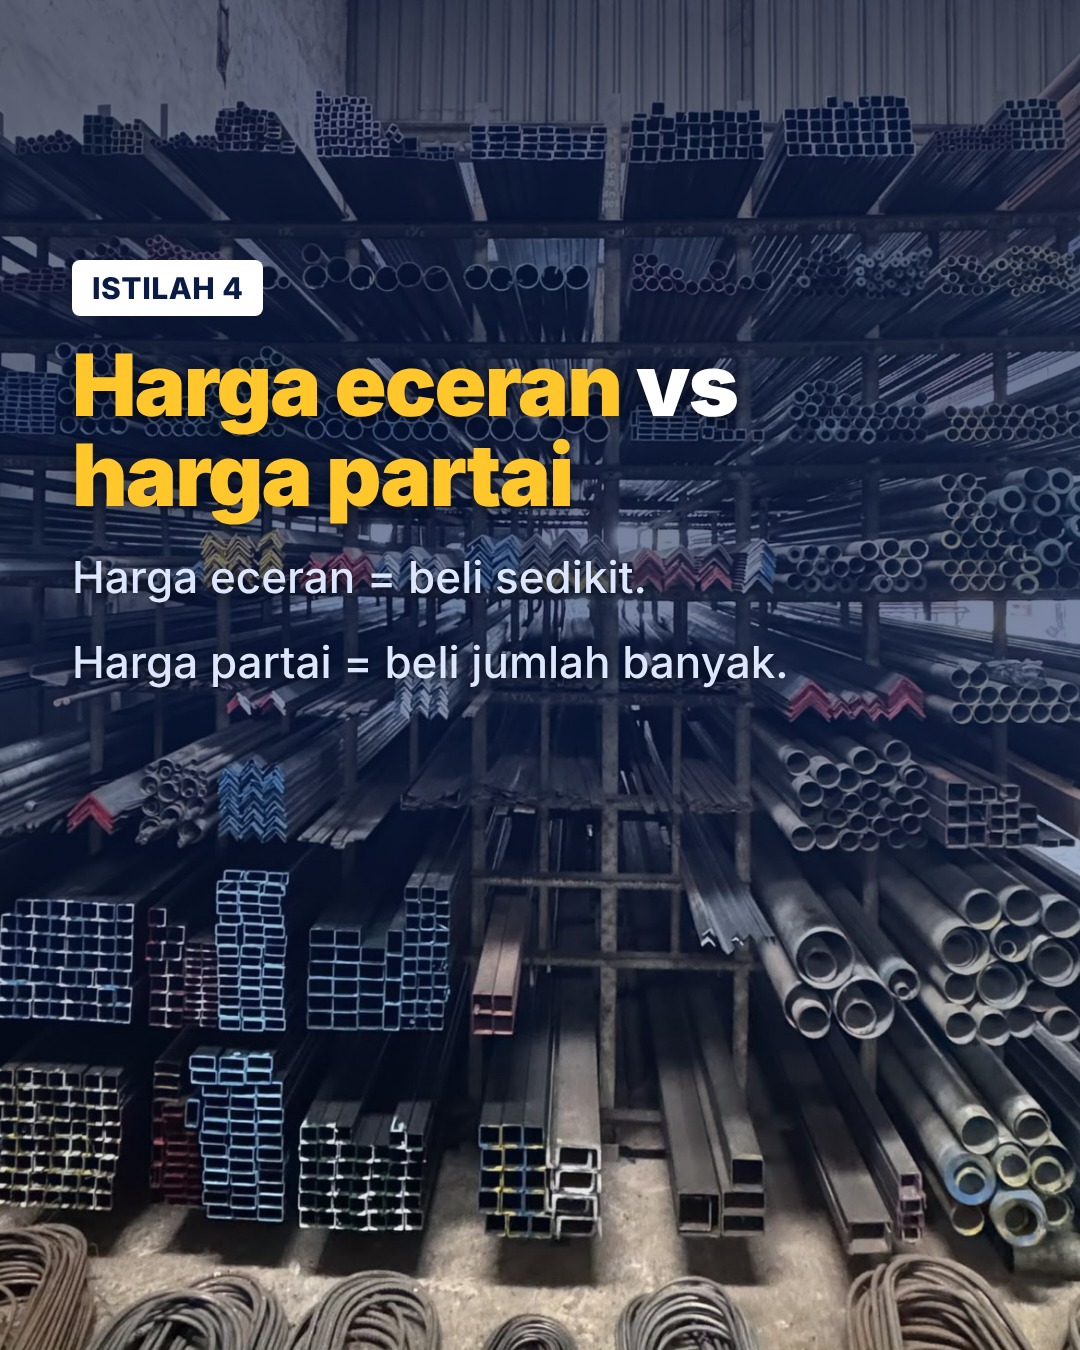 ISTILAH 4
Harga eceran vs
harga partai
Harga eceran = beli sedikit.
Harga partai = beli jumlah banyak.